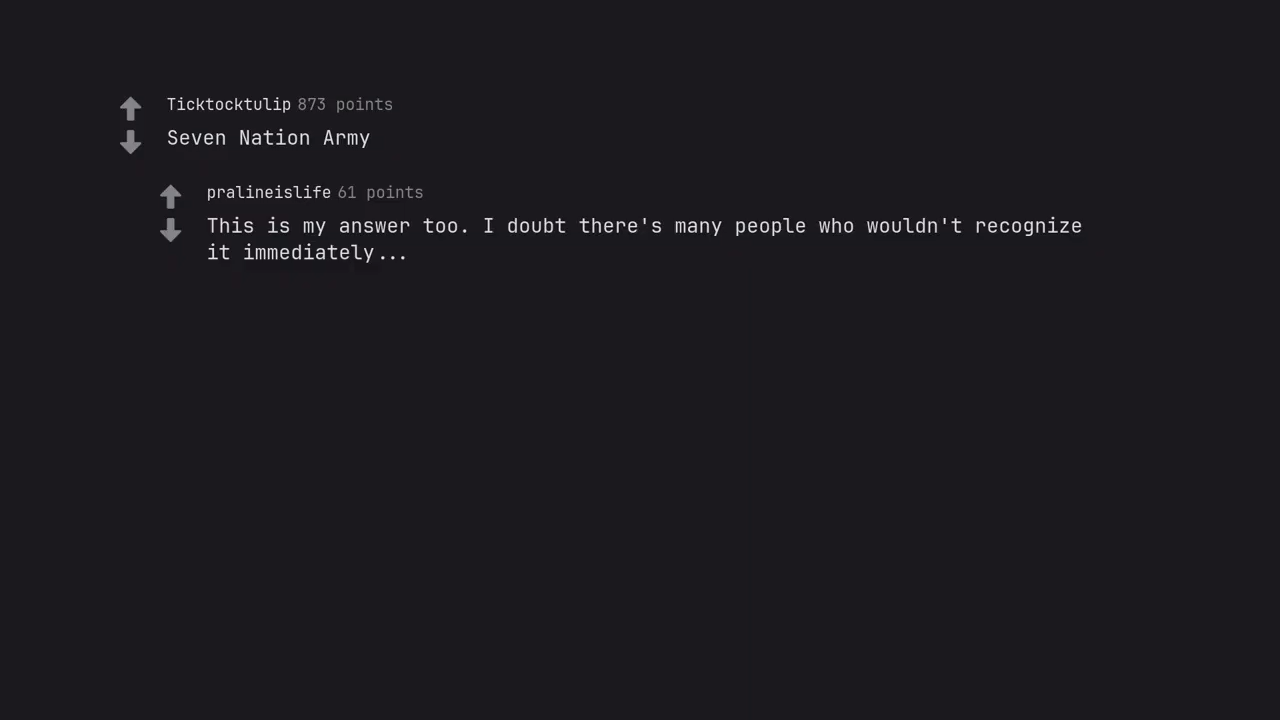 Ticktocktulip 873 points
Seven Nation Army
pralineislife 61 points
This is my answer too. I doubt there's many people who wouldn't recognize
it immediately...